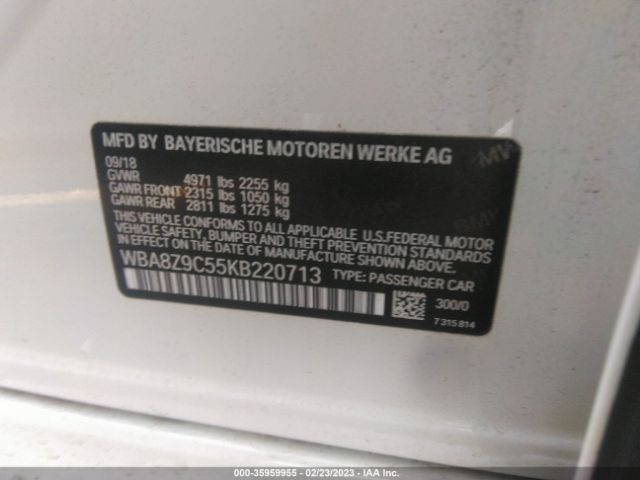 MFD BY BAYERISCHE MOTOREN WERKE AG
09/18
GVWR 4971 lbs 2255 kg
GAWR FRONT 2315 lbs 1050 kg
GAWR REAR 2811 lbs 1275 kg
THIS VEHICLE CONFORMS TO ALL APPLICABLE U.S.FEDERAL MOTOR
VEHICLE SAFETY, BUMPER AND THEFT PREVENTION STANDARDS IN EFFECT
ON THE DATE OF MANUFACTURE SHOWN ABOVE.
WBA8Z9C55KB220713 TYPE: PASSENGER CAR
300/0
7 315 814
000-35959955 - 02/23/2023 - IAA Inc.